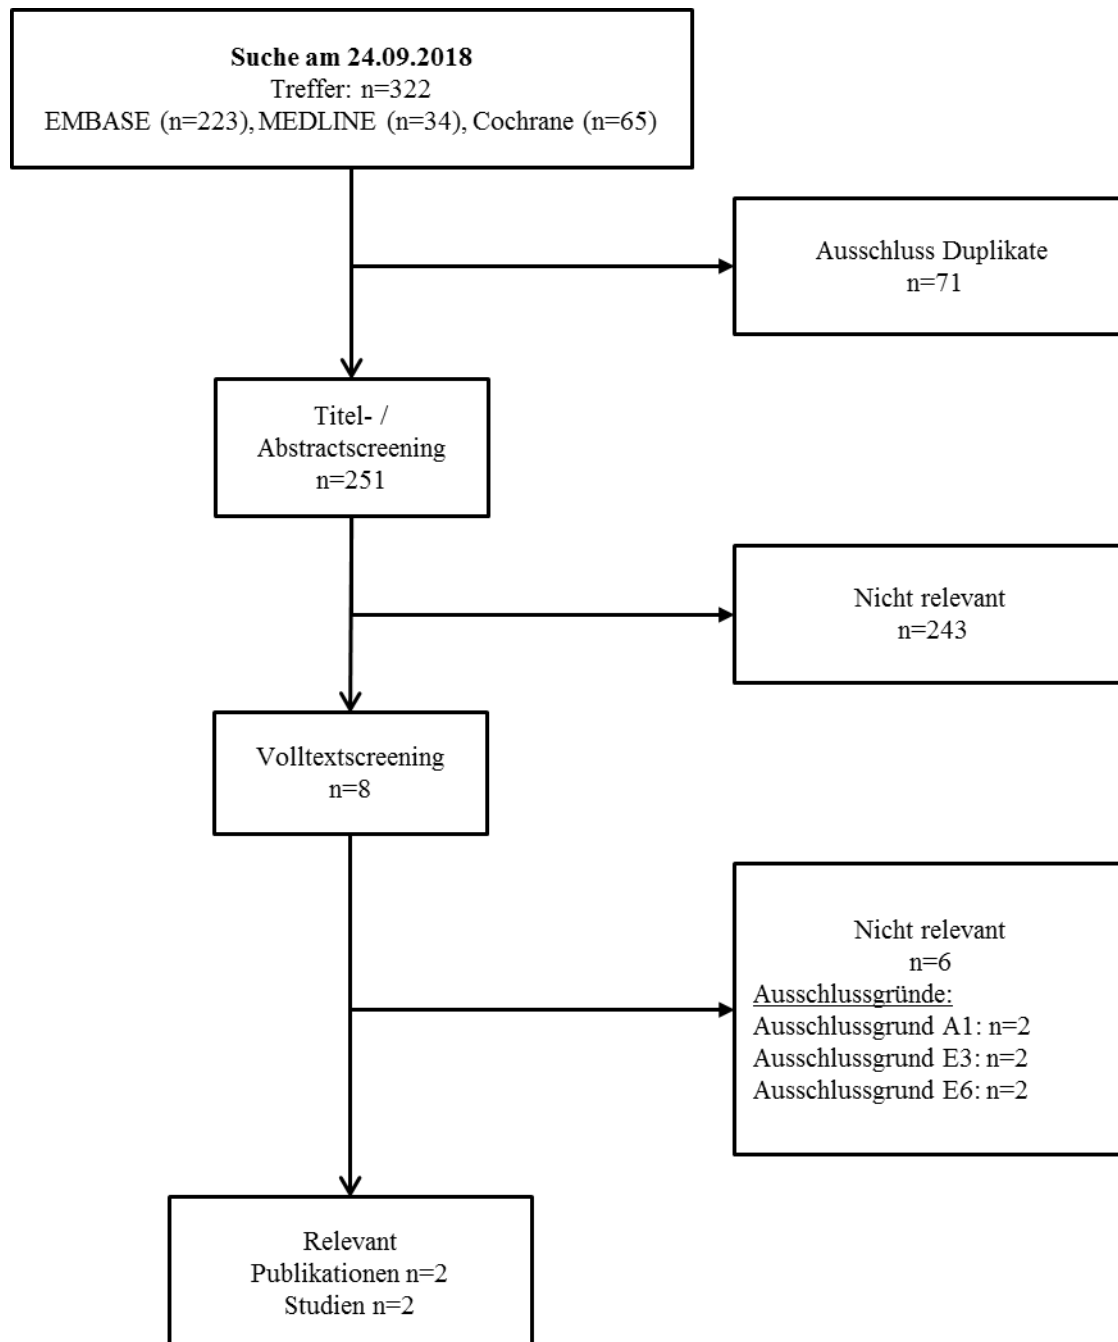 Suche am 24.09.2018
Treffer: n=322
EMBASE (n=223), MEDLINE (n=34), Cochrane (n=65)
Ausschluss Duplikate
n=71
Titel- /
Abstractscreening
n=251
Nicht relevant
n=243
Volltextscreening
n=8
Nicht relevant
n=6
Ausschlussgründe:
Ausschlussgrund A1: n=2
Ausschlussgrund E3: n=2
Ausschlussgrund E6: n=2
Relevant
Publikationen n=2
Studien n=2